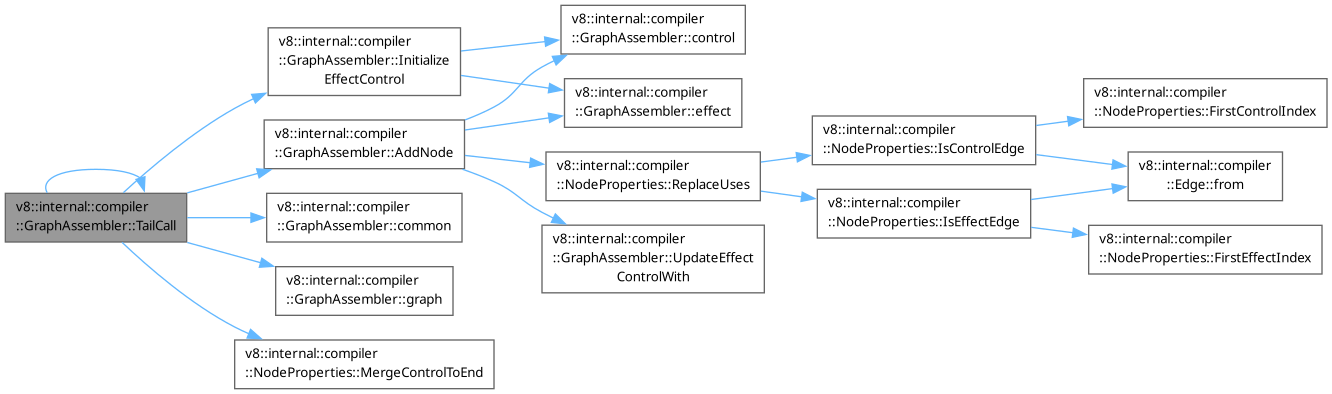 v8::internal::compiler
::GraphAssembler::TailCall
v8::internal::compiler
::GraphAssembler::Initialize
EffectControl
v8::internal::compiler
::GraphAssembler::AddNode
v8::internal::compiler
::GraphAssembler::common
v8::internal::compiler
::GraphAssembler::graph
v8::internal::compiler
::NodeProperties::MergeControlToEnd
v8::internal::compiler
::GraphAssembler::control
v8::internal::compiler
::GraphAssembler::effect
v8::internal::compiler
::NodeProperties::ReplaceUses
v8::internal::compiler
::GraphAssembler::UpdateEffect
ControlWith
v8::internal::compiler
::NodeProperties::IsControlEdge
v8::internal::compiler
::NodeProperties::IsEffectEdge
v8::internal::compiler
::NodeProperties::FirstControlIndex
v8::internal::compiler
::Edge::from
v8::internal::compiler
::NodeProperties::FirstEffectIndex